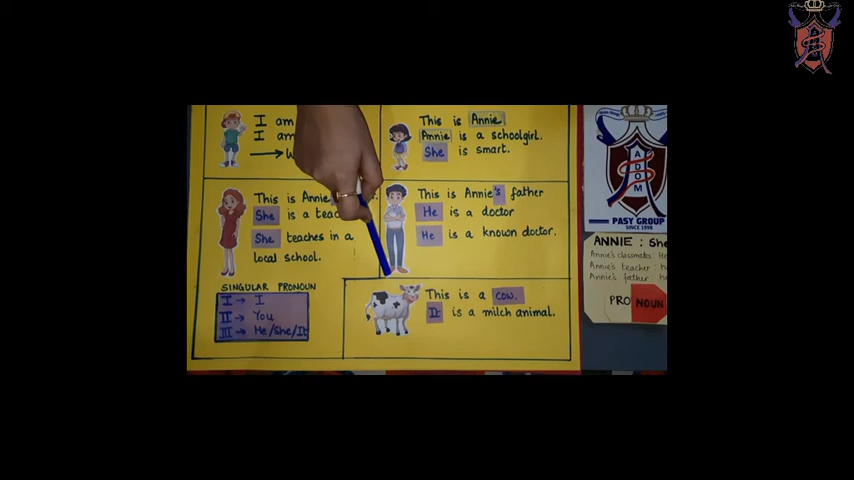 I am
I am
This is Annie
Annie is a schoolgirl.
She is smart.
This is Annie
She is a teac
She teaches in a
local school.
This is Annie's father
He is a doctor
He is a known doctor.
SINGULAR PRONOUN
I → I
II → You
III → He/She/It
This is a cow.
It is a milch animal.
ADOM
PASY GROUP
SINCE 1998
ANNIE : She
Annie's classmates : He
Annie's teacher : h
Annie's father : he
PRO NOUN